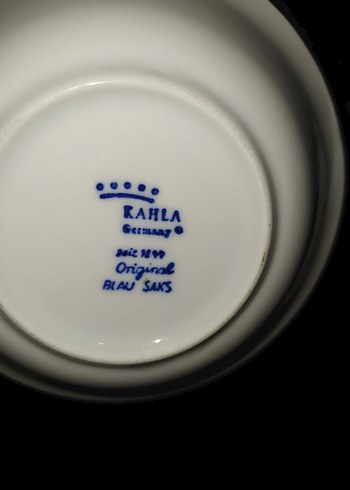 KAHLA
Germany ®
seit 1844
Original
BLAU SAKS